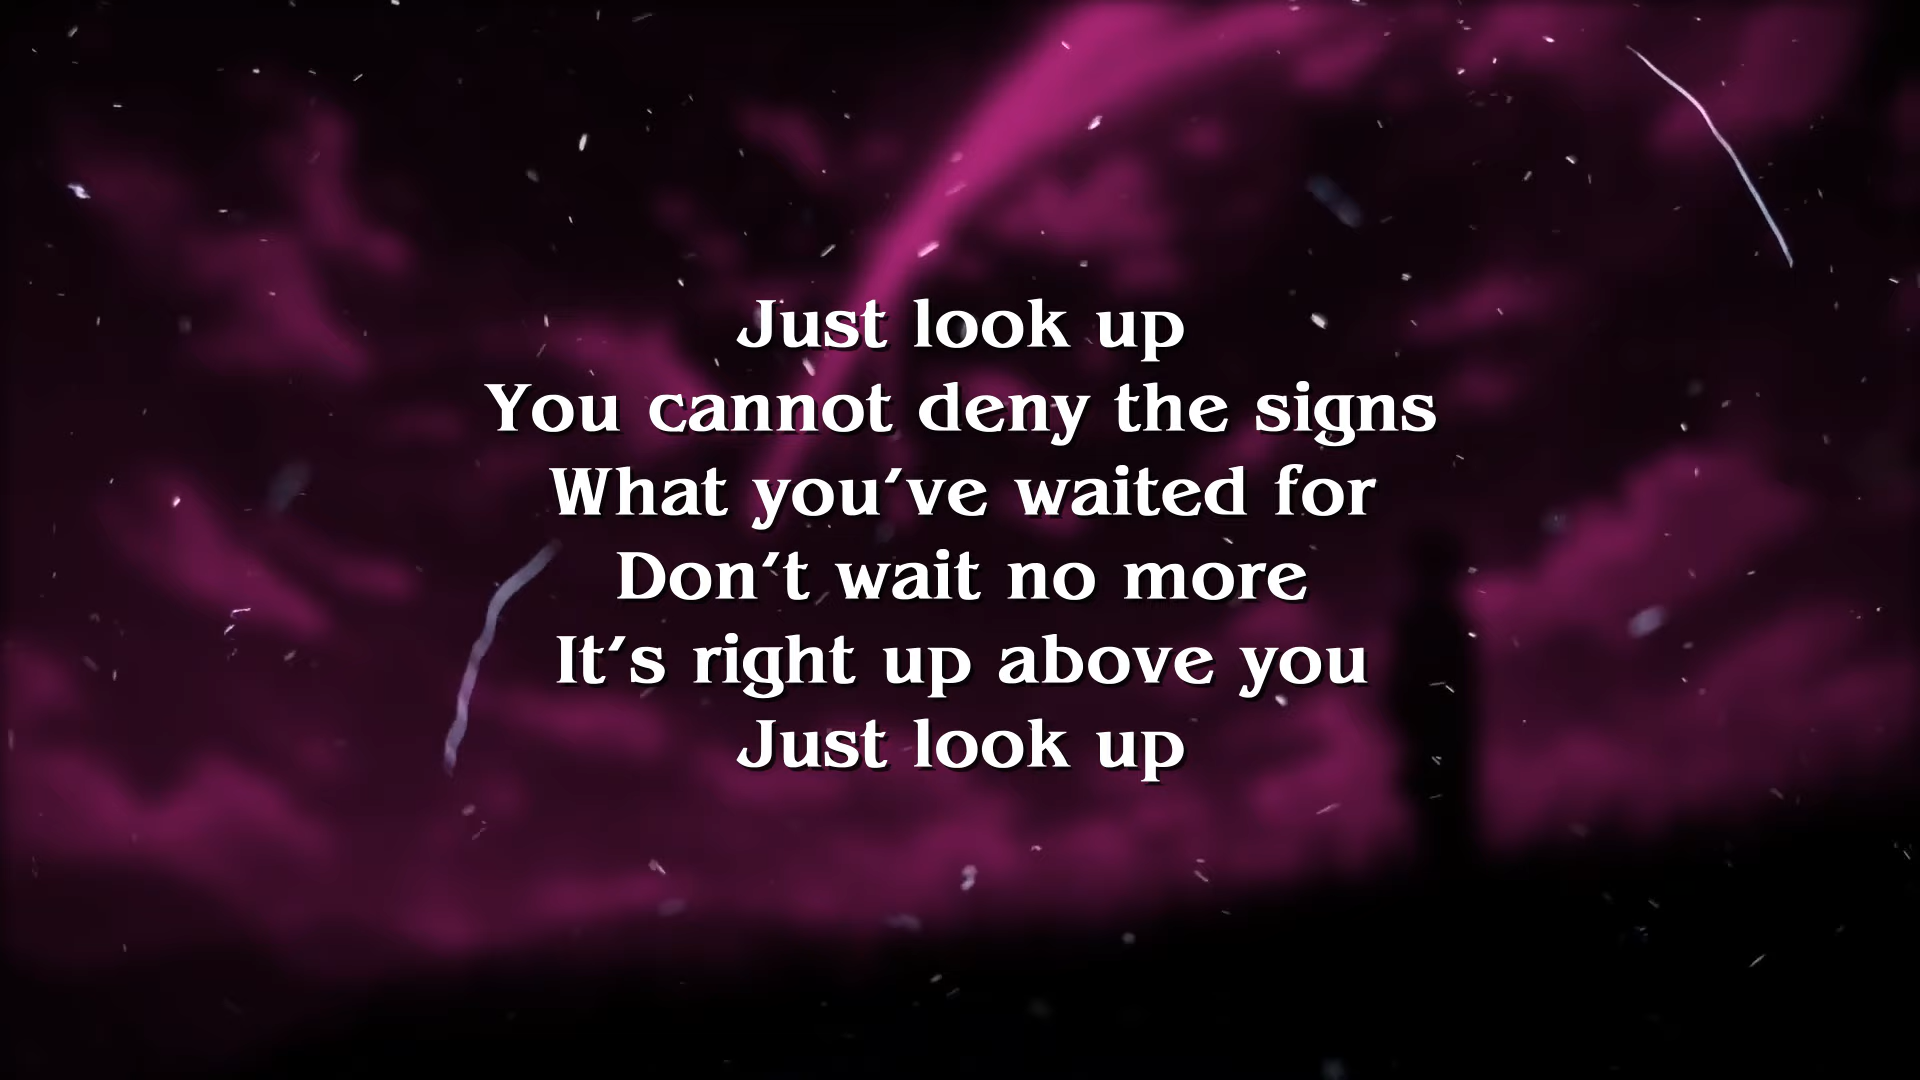 Just look up
You cannot deny the signs
What you've waited for
Don't wait no more
It's right up above you
Just look up